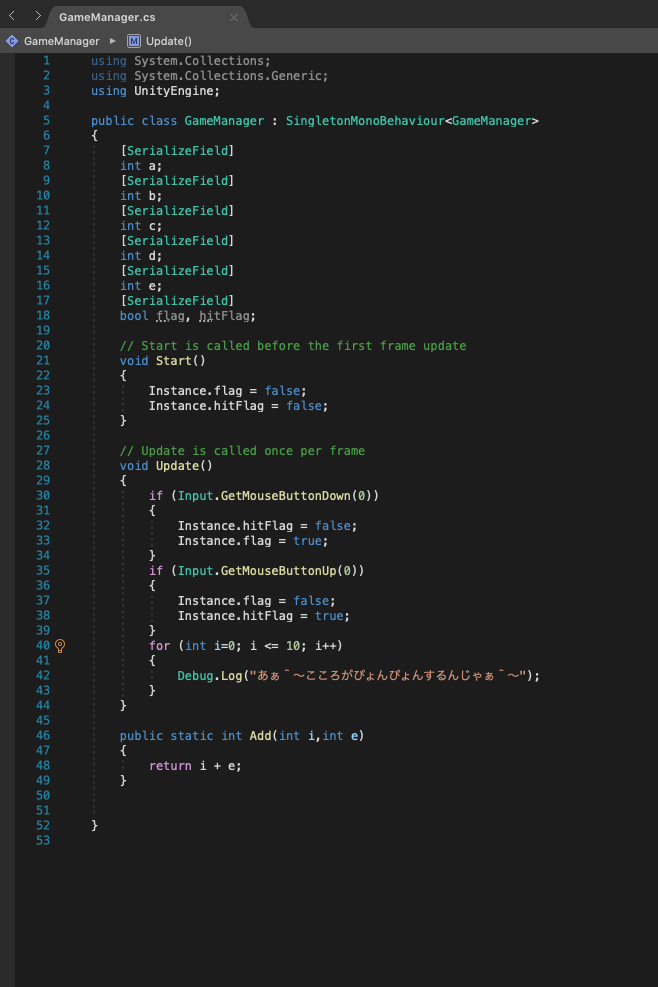 GameManager.cs
GameManager ▸ M Update()
1 using System.Collections;
2 using System.Collections.Generic;
3 using UnityEngine;
4
5 public class GameManager : SingletonMonoBehaviour<GameManager>
6 {
7 [SerializeField]
8 int a;
9 [SerializeField]
10 int b;
11 [SerializeField]
12 int c;
13 [SerializeField]
14 int d;
15 [SerializeField]
16 int e;
17 [SerializeField]
18 bool flag, hitFlag;
19
20 // Start is called before the first frame update
21 void Start()
22 {
23 Instance.flag = false;
24 Instance.hitFlag = false;
25 }
26
27 // Update is called once per frame
28 void Update()
29 {
30 if (Input.GetMouseButtonDown(0))
31 {
32 Instance.hitFlag = false;
33 Instance.flag = true;
34 }
35 if (Input.GetMouseButtonUp(0))
36 {
37 Instance.flag = false;
38 Instance.hitFlag = true;
39 }
40 for (int i=0; i <= 10; i++)
41 {
42 Debug.Log("あぁ＾〜こころがぴょんぴょんするんじゃぁ＾〜");
43 }
44 }
45
46 public static int Add(int i,int e)
47 {
48 return i + e;
49 }
50
51
52 }
53